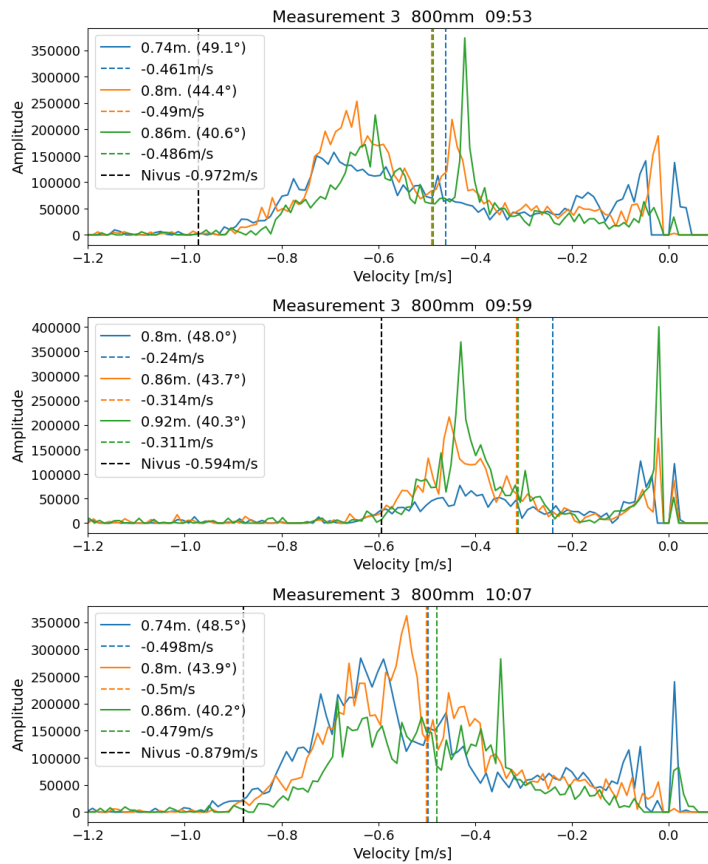 Measurement 3  800mm  09:53
Amplitude
350000
300000
250000
200000
150000
100000
50000
0
0.74m. (49.1°)
-0.461m/s
0.8m. (44.4°)
-0.49m/s
0.86m. (40.6°)
-0.486m/s
Nivus -0.972m/s
−1.2 −1.0 −0.8 −0.6 −0.4 −0.2 0.0
Velocity [m/s]
Measurement 3  800mm  09:59
Amplitude
400000
350000
300000
250000
200000
150000
100000
50000
0
0.8m. (48.0°)
-0.24m/s
0.86m. (43.7°)
-0.314m/s
0.92m. (40.3°)
-0.311m/s
Nivus -0.594m/s
−1.2 −1.0 −0.8 −0.6 −0.4 −0.2 0.0
Velocity [m/s]
Measurement 3  800mm  10:07
Amplitude
350000
300000
250000
200000
150000
100000
50000
0
0.74m. (48.5°)
-0.498m/s
0.8m. (43.9°)
-0.5m/s
0.86m. (40.2°)
-0.479m/s
Nivus -0.879m/s
−1.2 −1.0 −0.8 −0.6 −0.4 −0.2 0.0
Velocity [m/s]